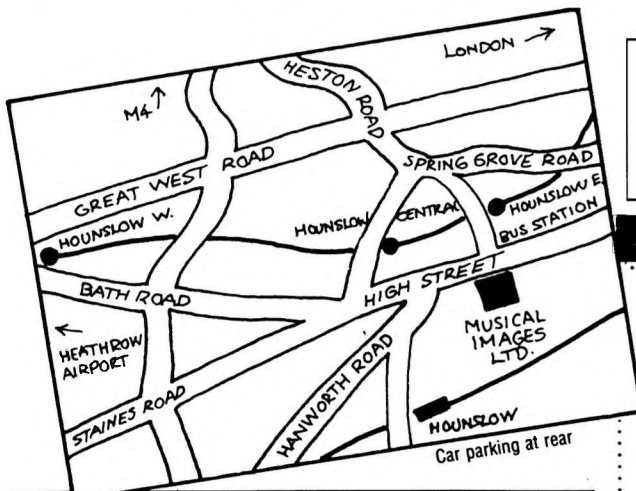 LONDON
M4
HESTON ROAD
GREAT WEST ROAD
SPRING GROVE ROAD
HOUNSLOW W.
HOUNSLOW CENTRAL
HOUNSLOW E.
BUS STATION
BATH ROAD
HIGH STREET
HEATHROW
AIRPORT
MUSICAL
IMAGES
LTD.
STAINES ROAD
HANWORTH ROAD
HOUNSLOW
Car parking at rear